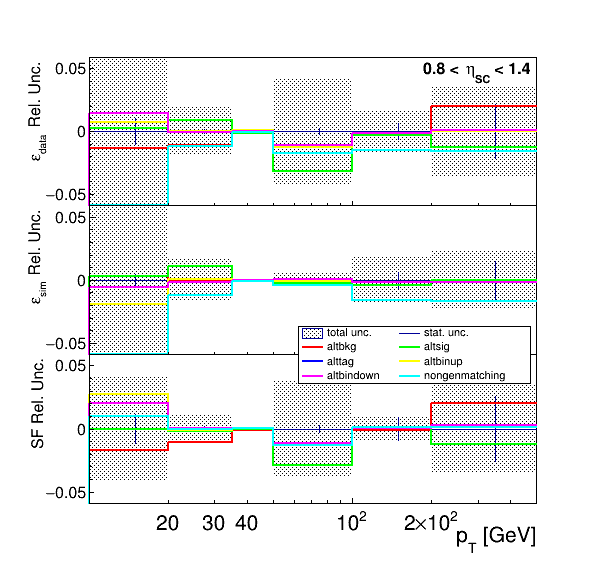 0.8 < η_SC < 1.4
ε_data Rel. Unc.
0.05
0
−0.05
ε_sim Rel. Unc.
0.05
0
−0.05
total unc. stat. unc.
altbkg altsig
alttag altbinup
altbindown nongenmatching
SF Rel. Unc.
0.05
0
−0.05
20 30 40 10² 2×10²
p_T [GeV]